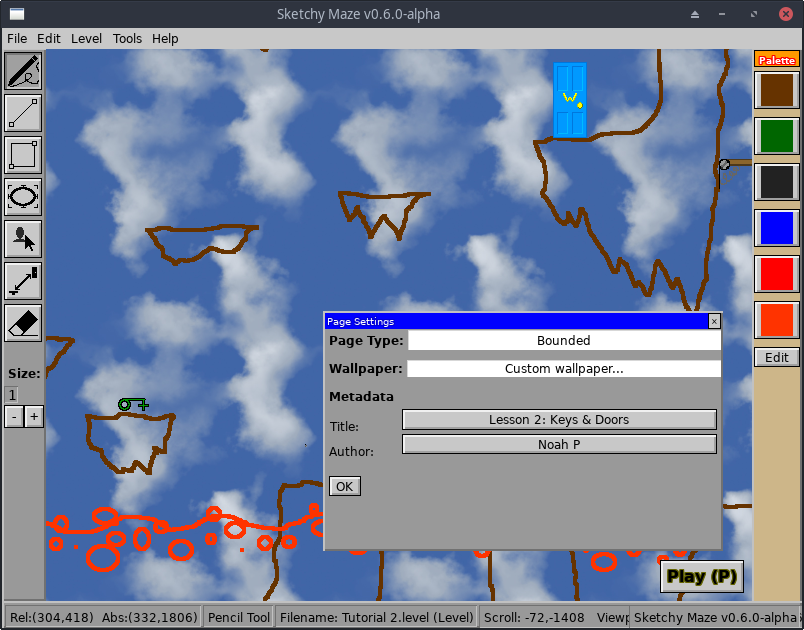 Sketchy Maze v0.6.0-alpha
File Edit Level Tools Help
Palette
W
Page Settings
Page Type: Bounded
Wallpaper: Custom wallpaper...
Metadata
Title: Lesson 2: Keys & Doors
Author: Noah P
OK
Edit
Size:
1
- +
Play (P)
Rel:(304,418) Abs:(332,1806) Pencil Tool Filename: Tutorial 2.level (Level) Scroll: -72,-1408 Viewp Sketchy Maze v0.6.0-alpha